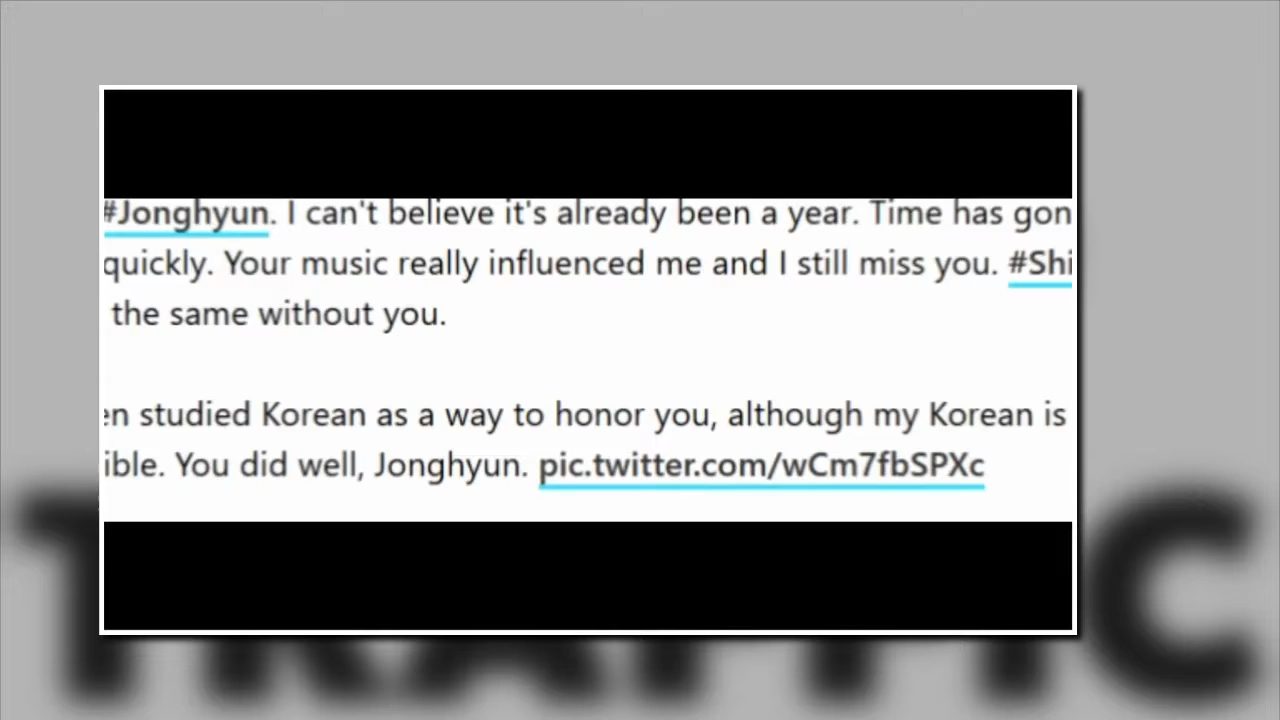 #Jonghyun. I can't believe it's already been a year. Time has gon
quickly. Your music really influenced me and I still miss you. #Shi
the same without you.
en studied Korean as a way to honor you, although my Korean is
ible. You did well, Jonghyun. pic.twitter.com/wCm7fbSPXc
TRAFFIC